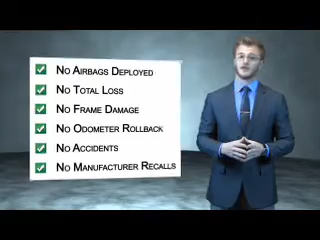 No Airbags Deployed
No Total Loss
No Frame Damage
No Odometer Rollback
No Accidents
No Manufacturer Recalls